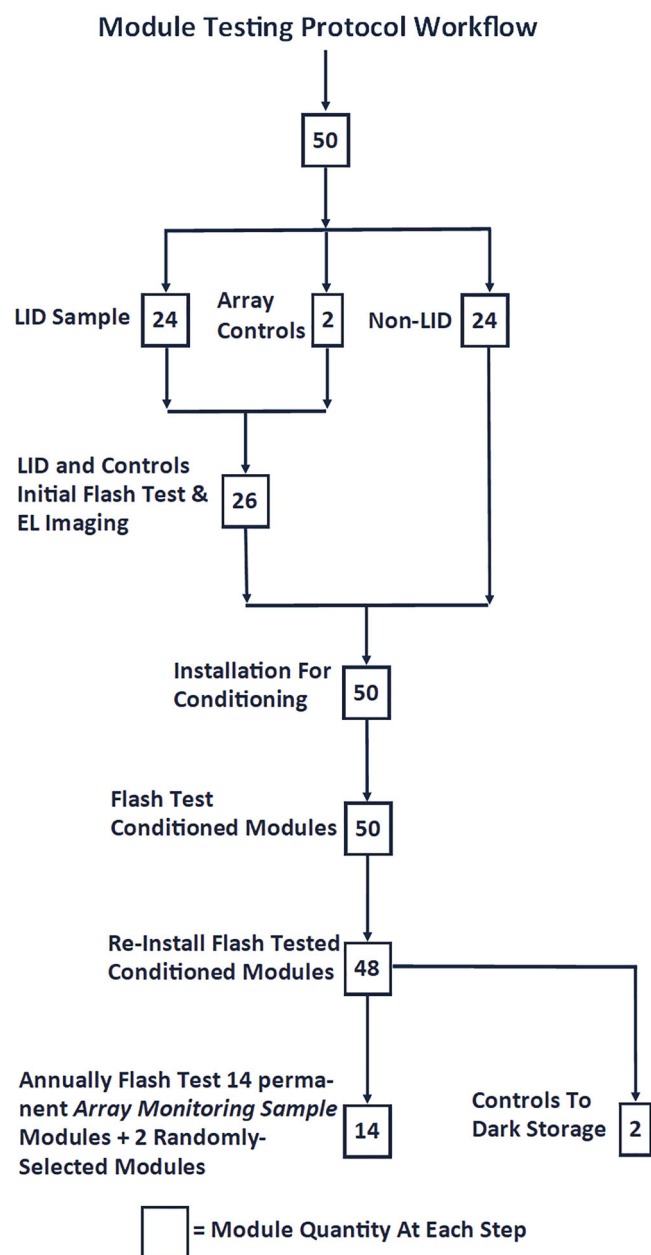 Module Testing Protocol Workflow
50
LID Sample
24
Array
Controls
2
Non-LID
24
LID and Controls
Initial Flash Test &
EL Imaging
26
Installation For
Conditioning
50
Flash Test
Conditioned Modules
50
Re-Install Flash Tested
Conditioned Modules
48
Annually Flash Test 14 perma-
nent Array Monitoring Sample
Modules + 2 Randomly-
Selected Modules
14
Controls To
Dark Storage
2
= Module Quantity At Each Step